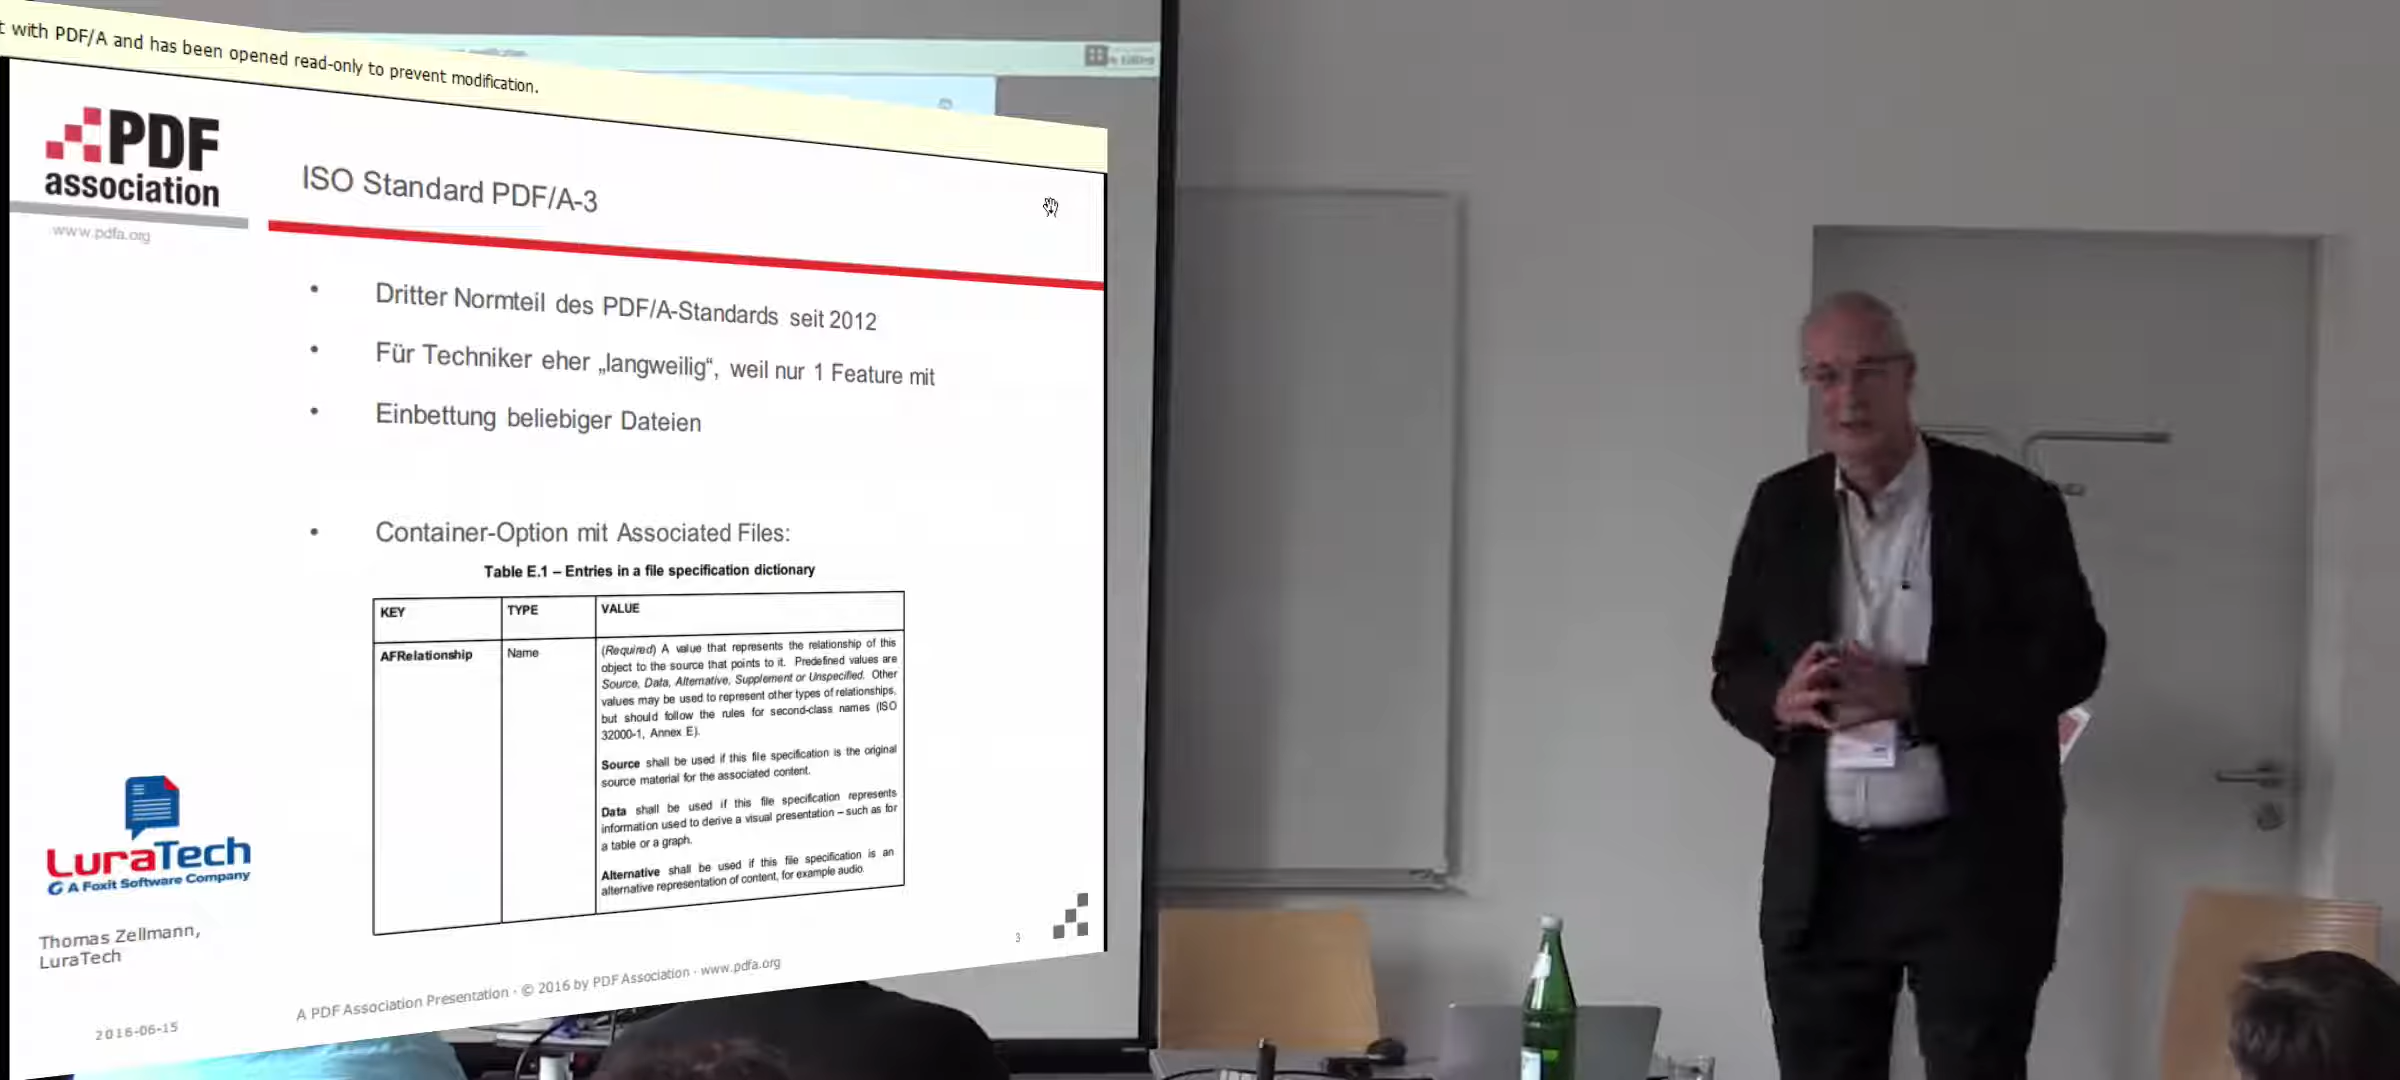 t with PDF/A and has been opened read-only to prevent modification.
PDF
association
www.pdfa.org
ISO Standard PDF/A-3
• Dritter Normteil des PDF/A-Standards seit 2012
• Für Techniker eher „langweilig“, weil nur 1 Feature mit
• Einbettung beliebiger Dateien
• Container-Option mit Associated Files:
Table E.1 – Entries in a file specification dictionary
KEY TYPE VALUE
AFRelationship Name (Required) A value that represents the relationship of this
object to the source that points to it. Predefined values are
Source, Data, Alternative, Supplement or Unspecified. Other
values may be used to represent other types of relationships,
but should follow the rules for second-class names (ISO
32000-1, Annex E).
Source shall be used if this file specification is the original
source material for the associated content.
Data shall be used if this file specification represents
information used to derive a visual presentation – such as for
a table or a graph.
Alternative shall be used if this file specification is an
alternative representation of content, for example audio.
LuraTech
A Foxit Software Company
Thomas Zellmann,
LuraTech
2016-06-15
A PDF Association Presentation · © 2016 by PDF Association · www.pdfa.org
3